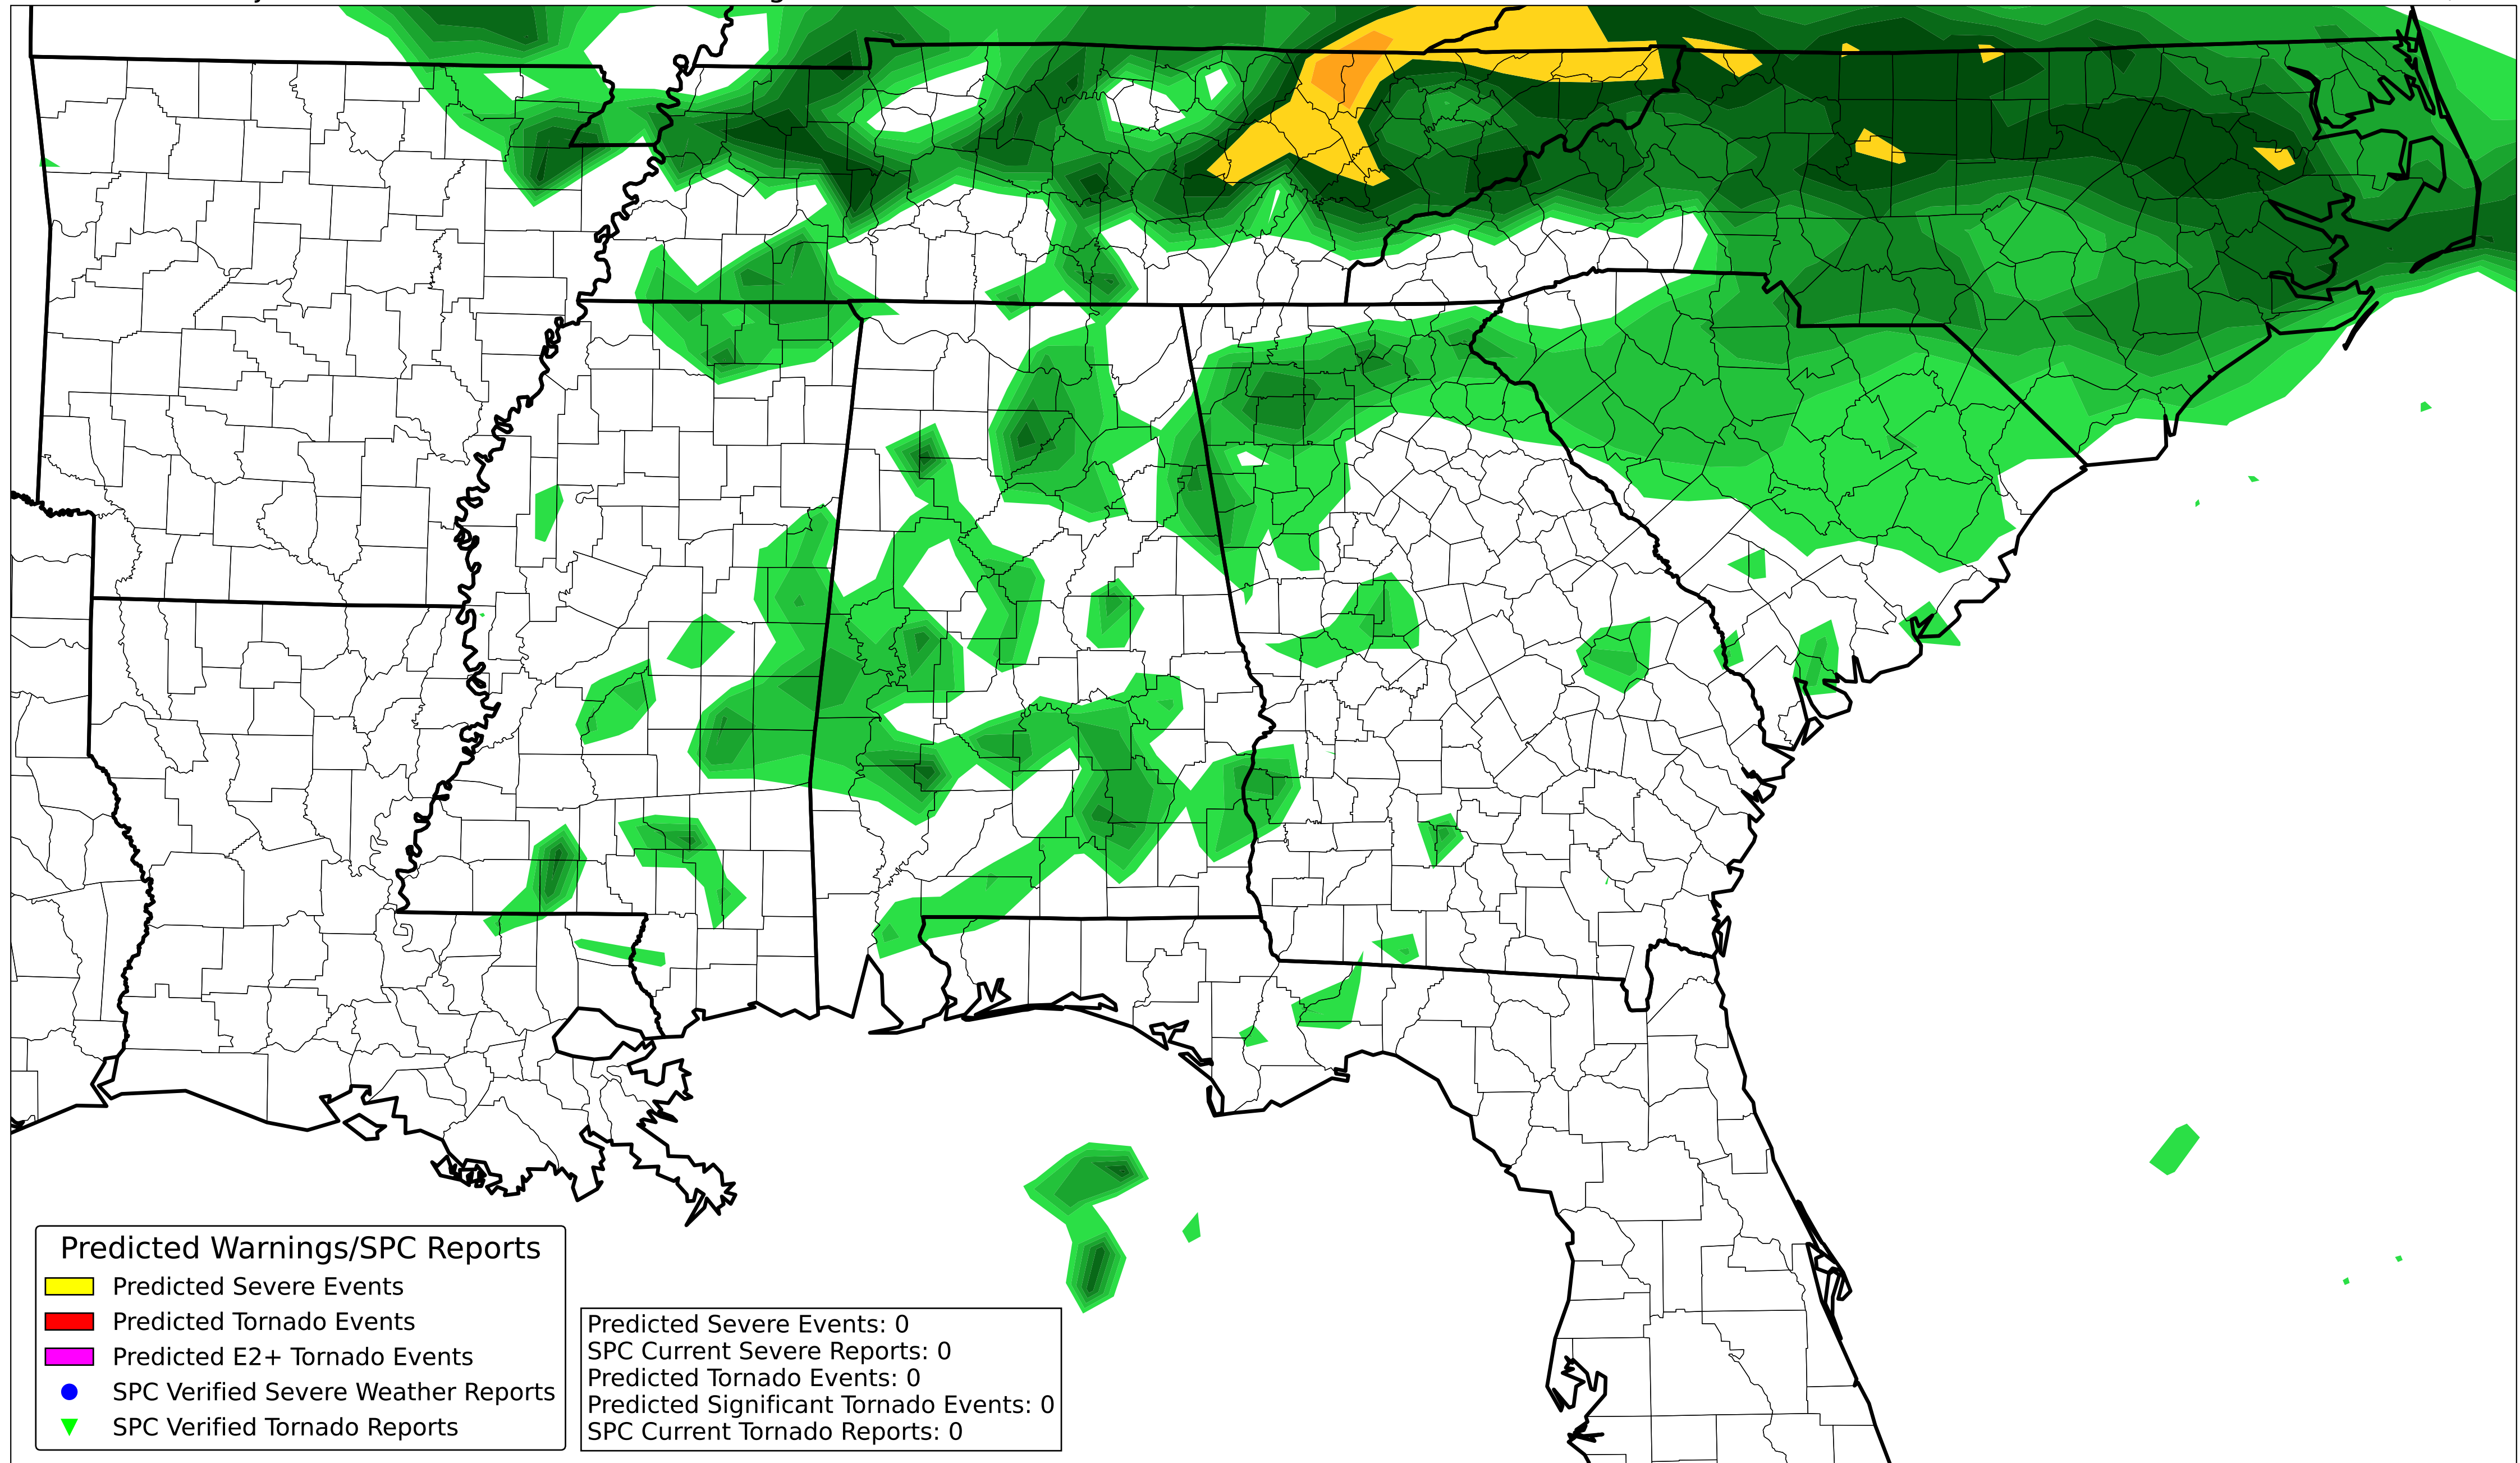 Predicted Warnings/SPC Reports
Predicted Severe Events
Predicted Tornado Events
Predicted E2+ Tornado Events
SPC Verified Severe Weather Reports
SPC Verified Tornado Reports
Predicted Severe Events: 0
SPC Current Severe Reports: 0
Predicted Tornado Events: 0
Predicted Significant Tornado Events: 0
SPC Current Tornado Reports: 0